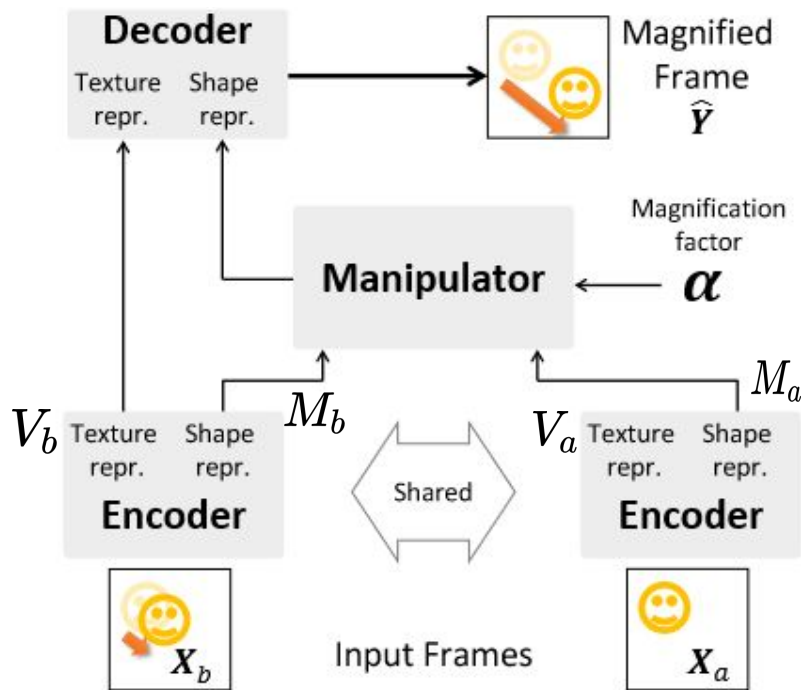 Decoder
Texture repr.
Shape repr.
Magnified
Frame
Ŷ
Manipulator
Magnification
factor
α
V_b
M_b
V_a
M_a
Texture repr.
Shape repr.
Encoder
Shared
Texture repr.
Shape repr.
Encoder
X_b
Input Frames
X_a